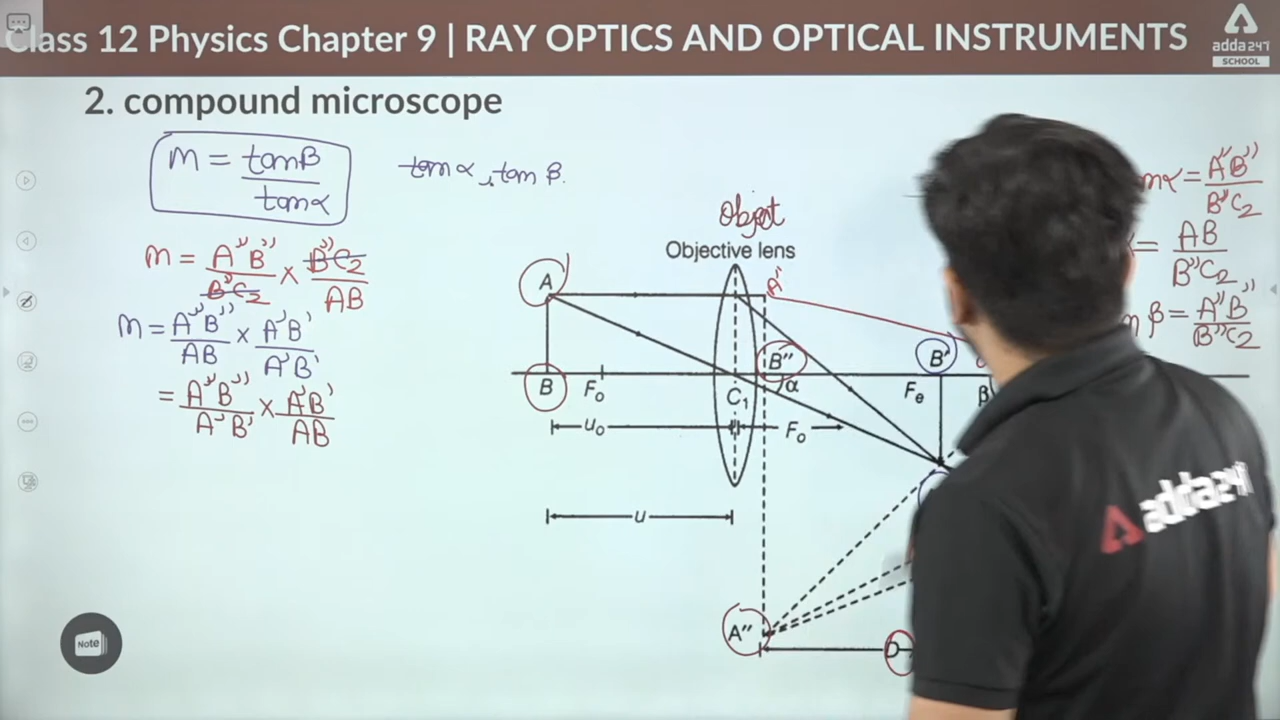 Class 12 Physics Chapter 9 | RAY OPTICS AND OPTICAL INSTRUMENTS
adda247
SCHOOL
2. compound microscope
M = tanβ / tanα
tanα, tan β.
m = A"B" / B"C2 × B"C2 / AB
M = A"B" / AB × A'B' / A'B'
= A"B" / A'B' × A'B' / AB
Object
Objective lens
A
A'
B
Fo
B"
α
C1
B'
Fe
β
uo
Fo
u
A"
D
α = A"B" / B"C2
= AB / B"C2
β = A"B" / B"C2
adda247
Note